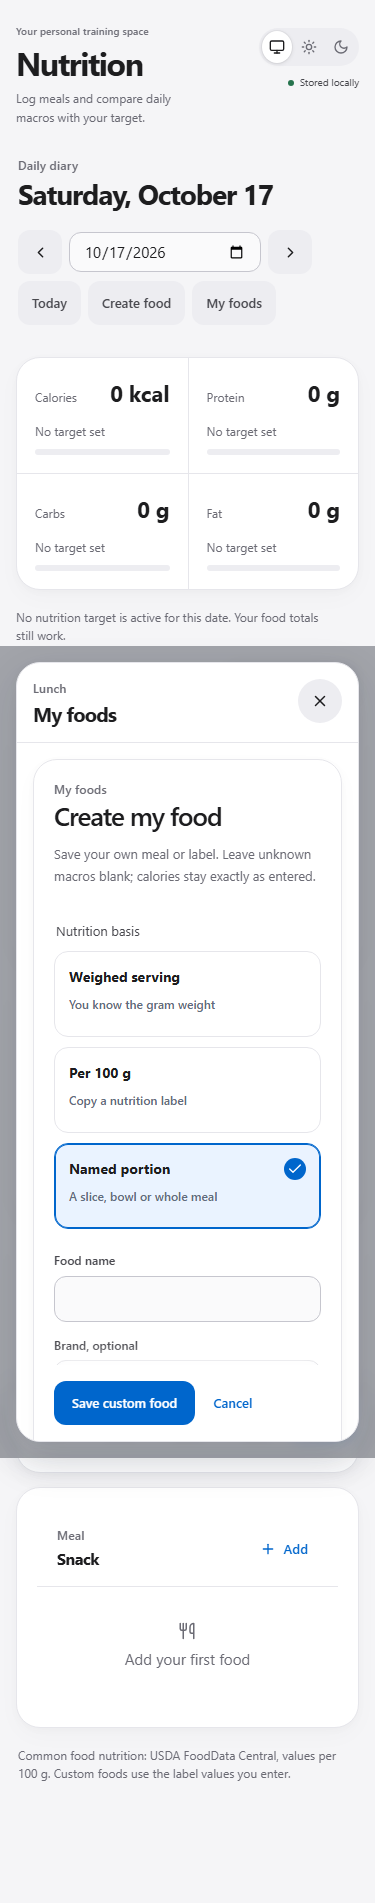 Your personal training space
Nutrition
Log meals and compare daily
macros with your target.
Stored locally
Daily diary
Saturday, October 17
10/17/2026
Today
Create food
My foods
Calories
0 kcal
No target set
Protein
0 g
No target set
Carbs
0 g
No target set
Fat
0 g
No target set
No nutrition target is active for this date. Your food totals
still work.
Lunch
My foods
My foods
Create my food
Save your own meal or label. Leave unknown
macros blank; calories stay exactly as entered.
Nutrition basis
Weighed serving
You know the gram weight
Per 100 g
Copy a nutrition label
Named portion
A slice, bowl or whole meal
Food name
Brand, optional
Save custom food
Cancel
Meal
Snack
Add
Add your first food
Common food nutrition: USDA FoodData Central, values per
100 g. Custom foods use the label values you enter.